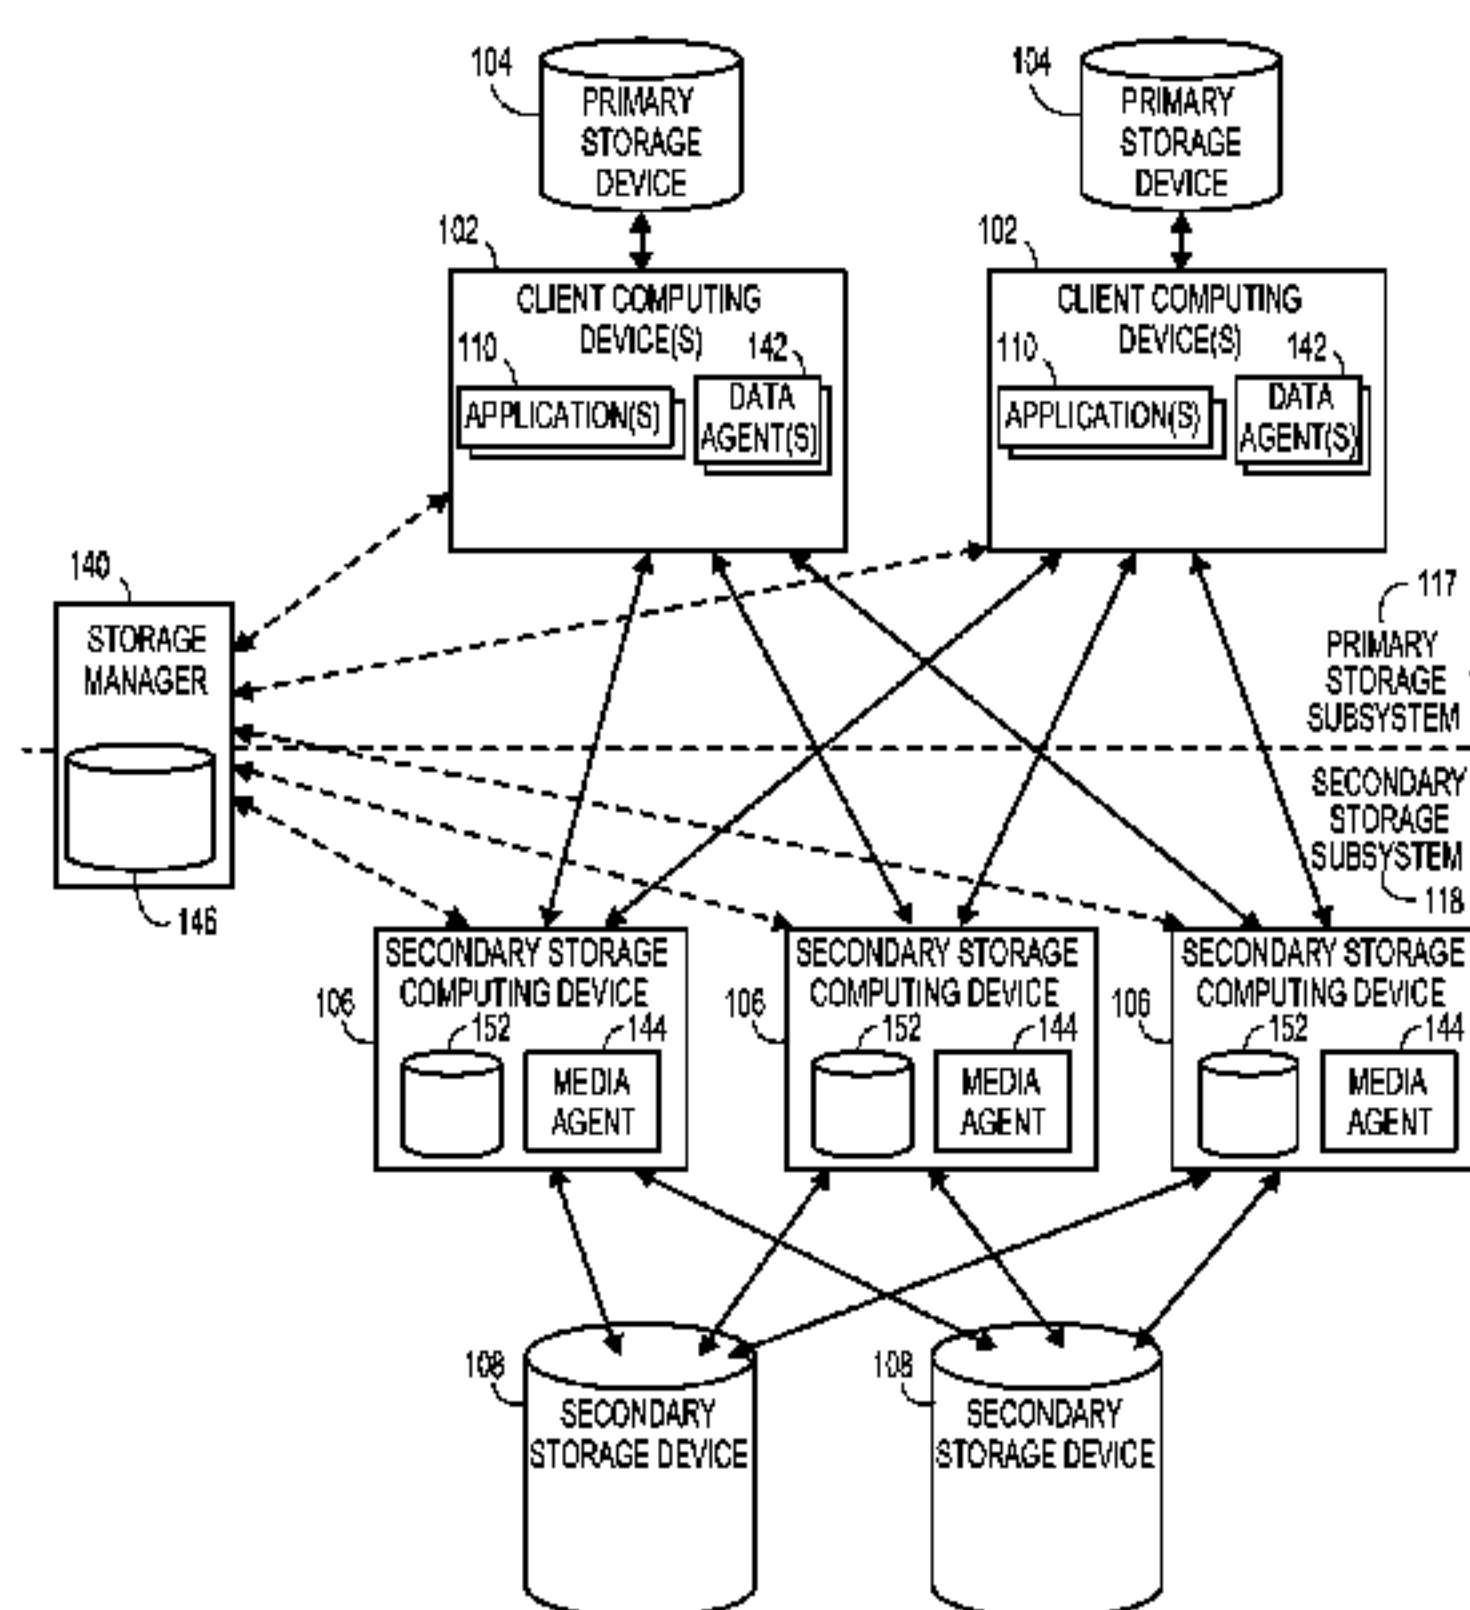 104
PRIMARY
STORAGE
DEVICE
104
PRIMARY
STORAGE
DEVICE
102
CLIENT COMPUTING
DEVICE(S)
110
142
APPLICATION(S)
DATA
AGENT(S)
102
CLIENT COMPUTING
DEVICE(S)
110
142
APPLICATION(S)
DATA
AGENT(S)
140
STORAGE
MANAGER
146
117
PRIMARY
STORAGE
SUBSYSTEM
SECONDARY
STORAGE
SUBSYSTEM
118
SECONDARY STORAGE
COMPUTING DEVICE
106
152
144
MEDIA
AGENT
SECONDARY STORAGE
COMPUTING DEVICE
106
152
144
MEDIA
AGENT
SECONDARY STORAGE
COMPUTING DEVICE
106
152
144
MEDIA
AGENT
108
SECONDARY
STORAGE DEVICE
108
SECONDARY
STORAGE DEVICE